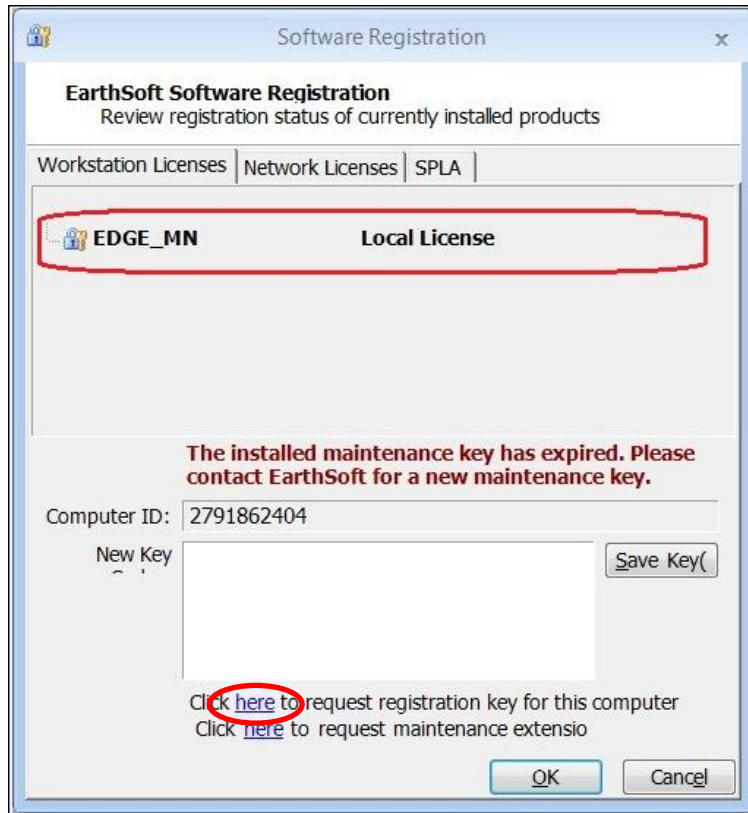 Software Registration x
EarthSoft Software Registration
Review registration status of currently installed products
Workstation Licenses Network Licenses SPLA
EDGE_MN Local License
The installed maintenance key has expired. Please
contact EarthSoft for a new maintenance key.
Computer ID: 2791862404
New Key
Save Key(
Click here to request registration key for this computer
Click here to request maintenance extensio
OK Cancel